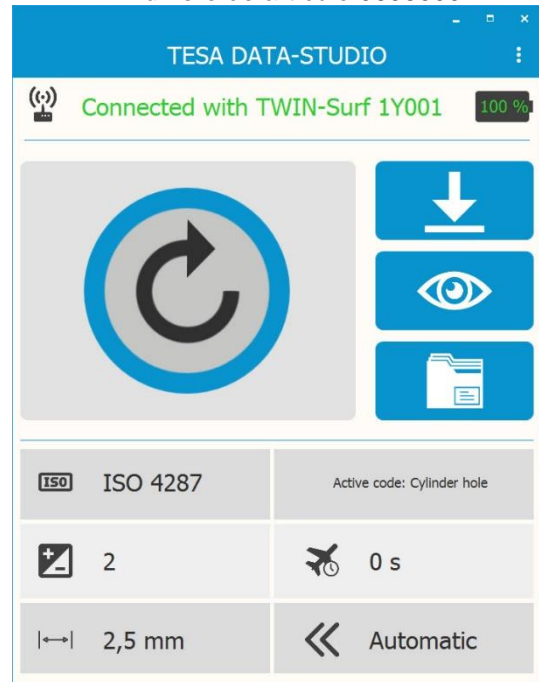 TESA DATA-STUDIO
Connected with TWIN-Surf 1Y001
100 %
ISO
ISO 4287
Active code: Cylinder hole
2
0 s
2,5 mm
Automatic